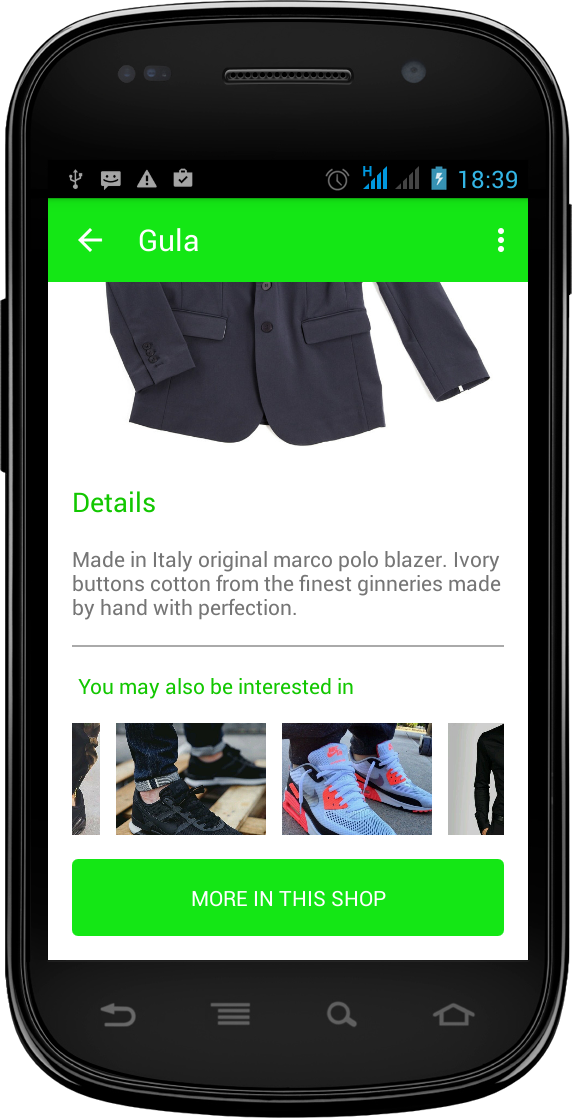 H 18:39
Gula
Details
Made in Italy original marco polo blazer. Ivory
buttons cotton from the finest ginneries made
by hand with perfection.
You may also be interested in
MORE IN THIS SHOP